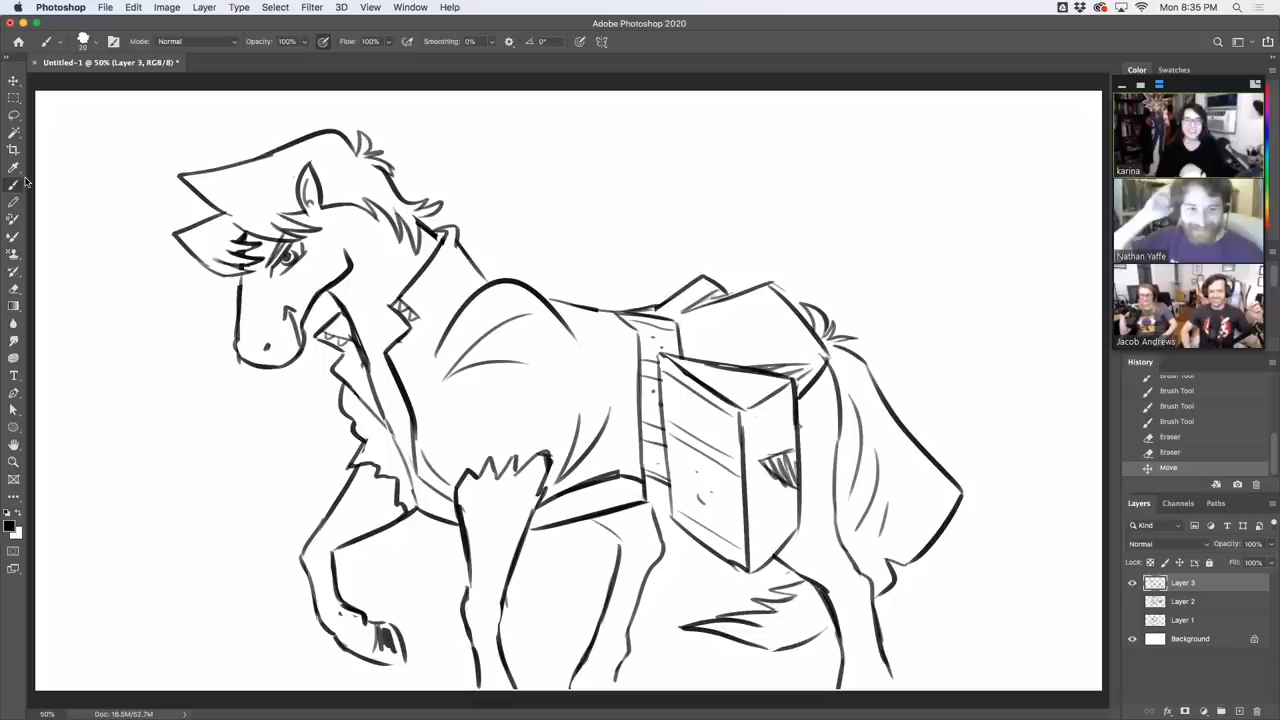 Photoshop File Edit Image Layer Type Select Filter 3D View Window Help Mon 8:35 PM
Adobe Photoshop 2020
20 Mode: Normal Opacity: 100% Flow: 100% Smoothing: 0% 0°
× Untitled-1 @ 50% (Layer 3, RGB/8) *
Color Swatches
karina
Nathan Yaffe
Jacob Andrews
History
Brush Tool
Brush Tool
Brush Tool
Brush Tool
Eraser
Eraser
Move
Layers Channels Paths
Kind
Normal Opacity: 100%
Lock: Fill: 100%
Layer 3
Layer 2
Layer 1
Background
50% Doc: 16.5M/52.7M